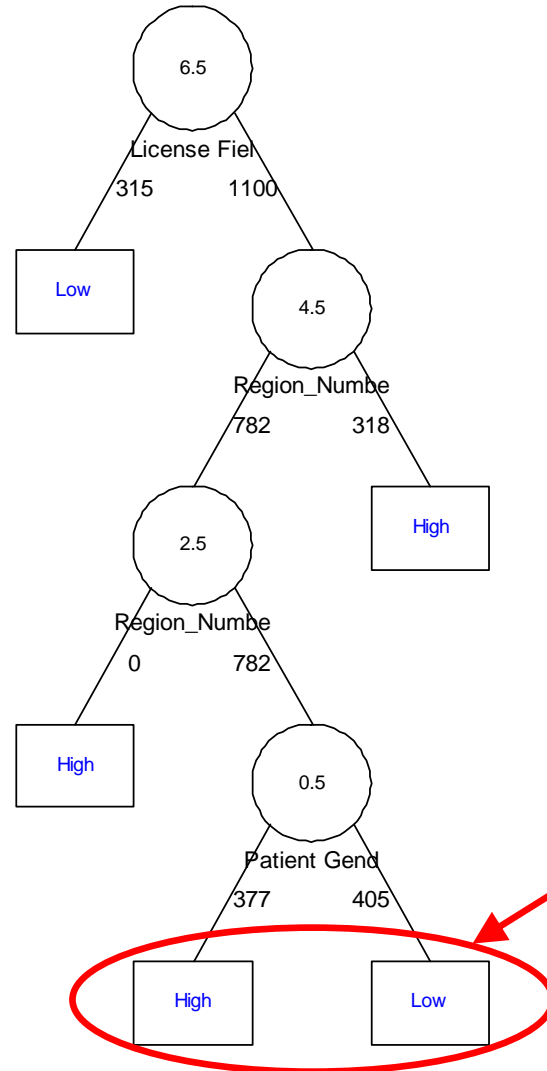 6.5
License Fiel
315 1100
Low
4.5
Region_Numbe
782 318
2.5
High
Region_Numbe
0 782
High
0.5
Patient Gend
377 405
High Low